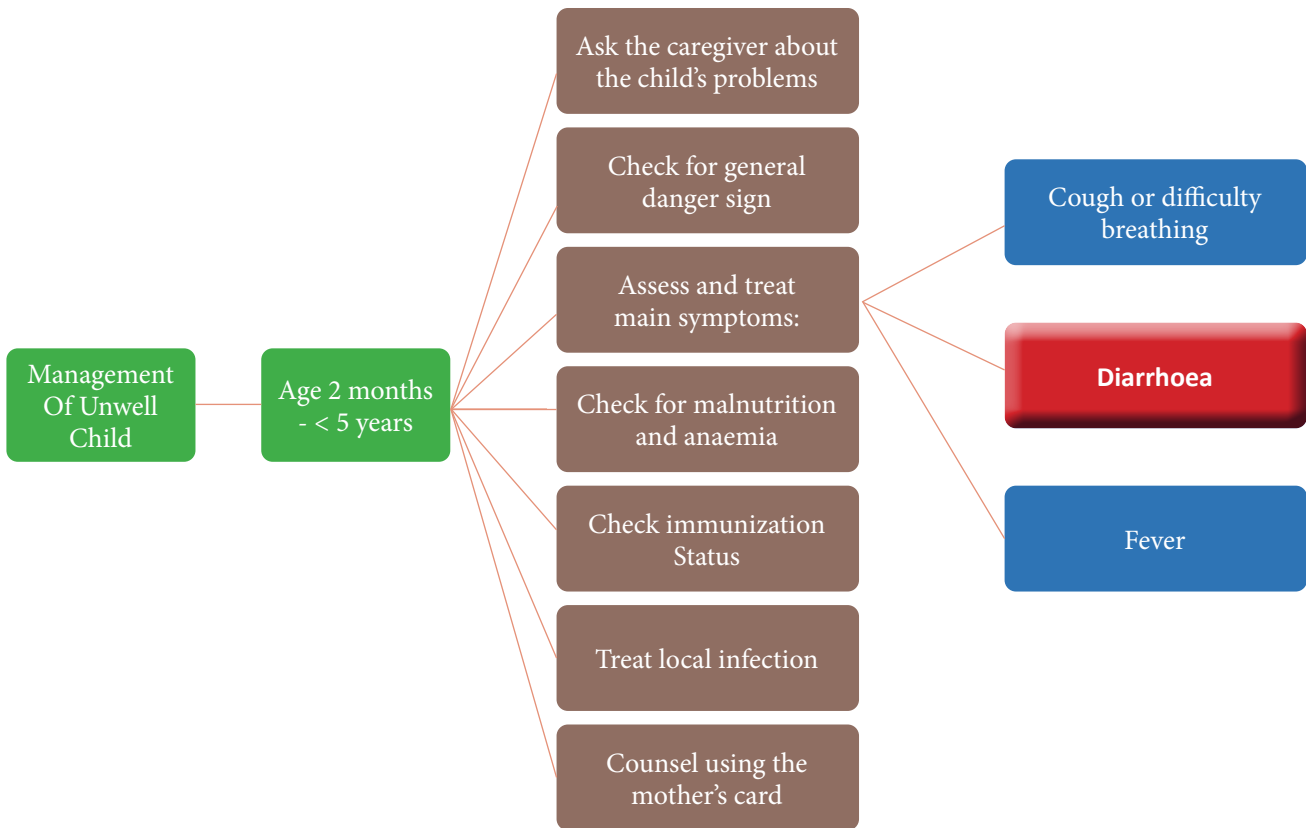 Management
Of Unwell
Child
Age 2 months
- < 5 years
Ask the caregiver about
the child's problems
Check for general
danger sign
Assess and treat
main symptoms:
Check for malnutrition
and anaemia
Check immunization
Status
Treat local infection
Counsel using the
mother's card
Cough or difficulty
breathing
Diarrhoea
Fever